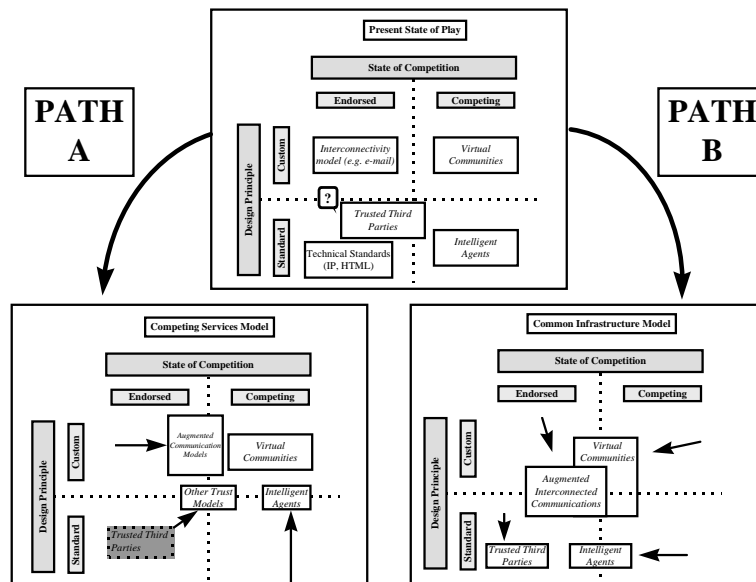 Present State of Play
PATH
A
PATH
B
State of Competition
Endorsed
Competing
Design Principle
Custom
Interconnectivity
model (e.g. e-mail)
Virtual
Communities
?
Trusted Third
Parties
Standard
Technical Standards
(IP, HTML)
Intelligent
Agents
Competing Services Model
State of Competition
Endorsed
Competing
Design Principle
Custom
Augmented
Communication
Models
Virtual
Communities
Other Trust
Models
Intelligent
Agents
Standard
Trusted Third
Parties
Common Infrastructure Model
State of Competition
Endorsed
Competing
Design Principle
Custom
Virtual
Communities
Augmented
Interconnected
Communications
Standard
Trusted Third
Parties
Intelligent
Agents